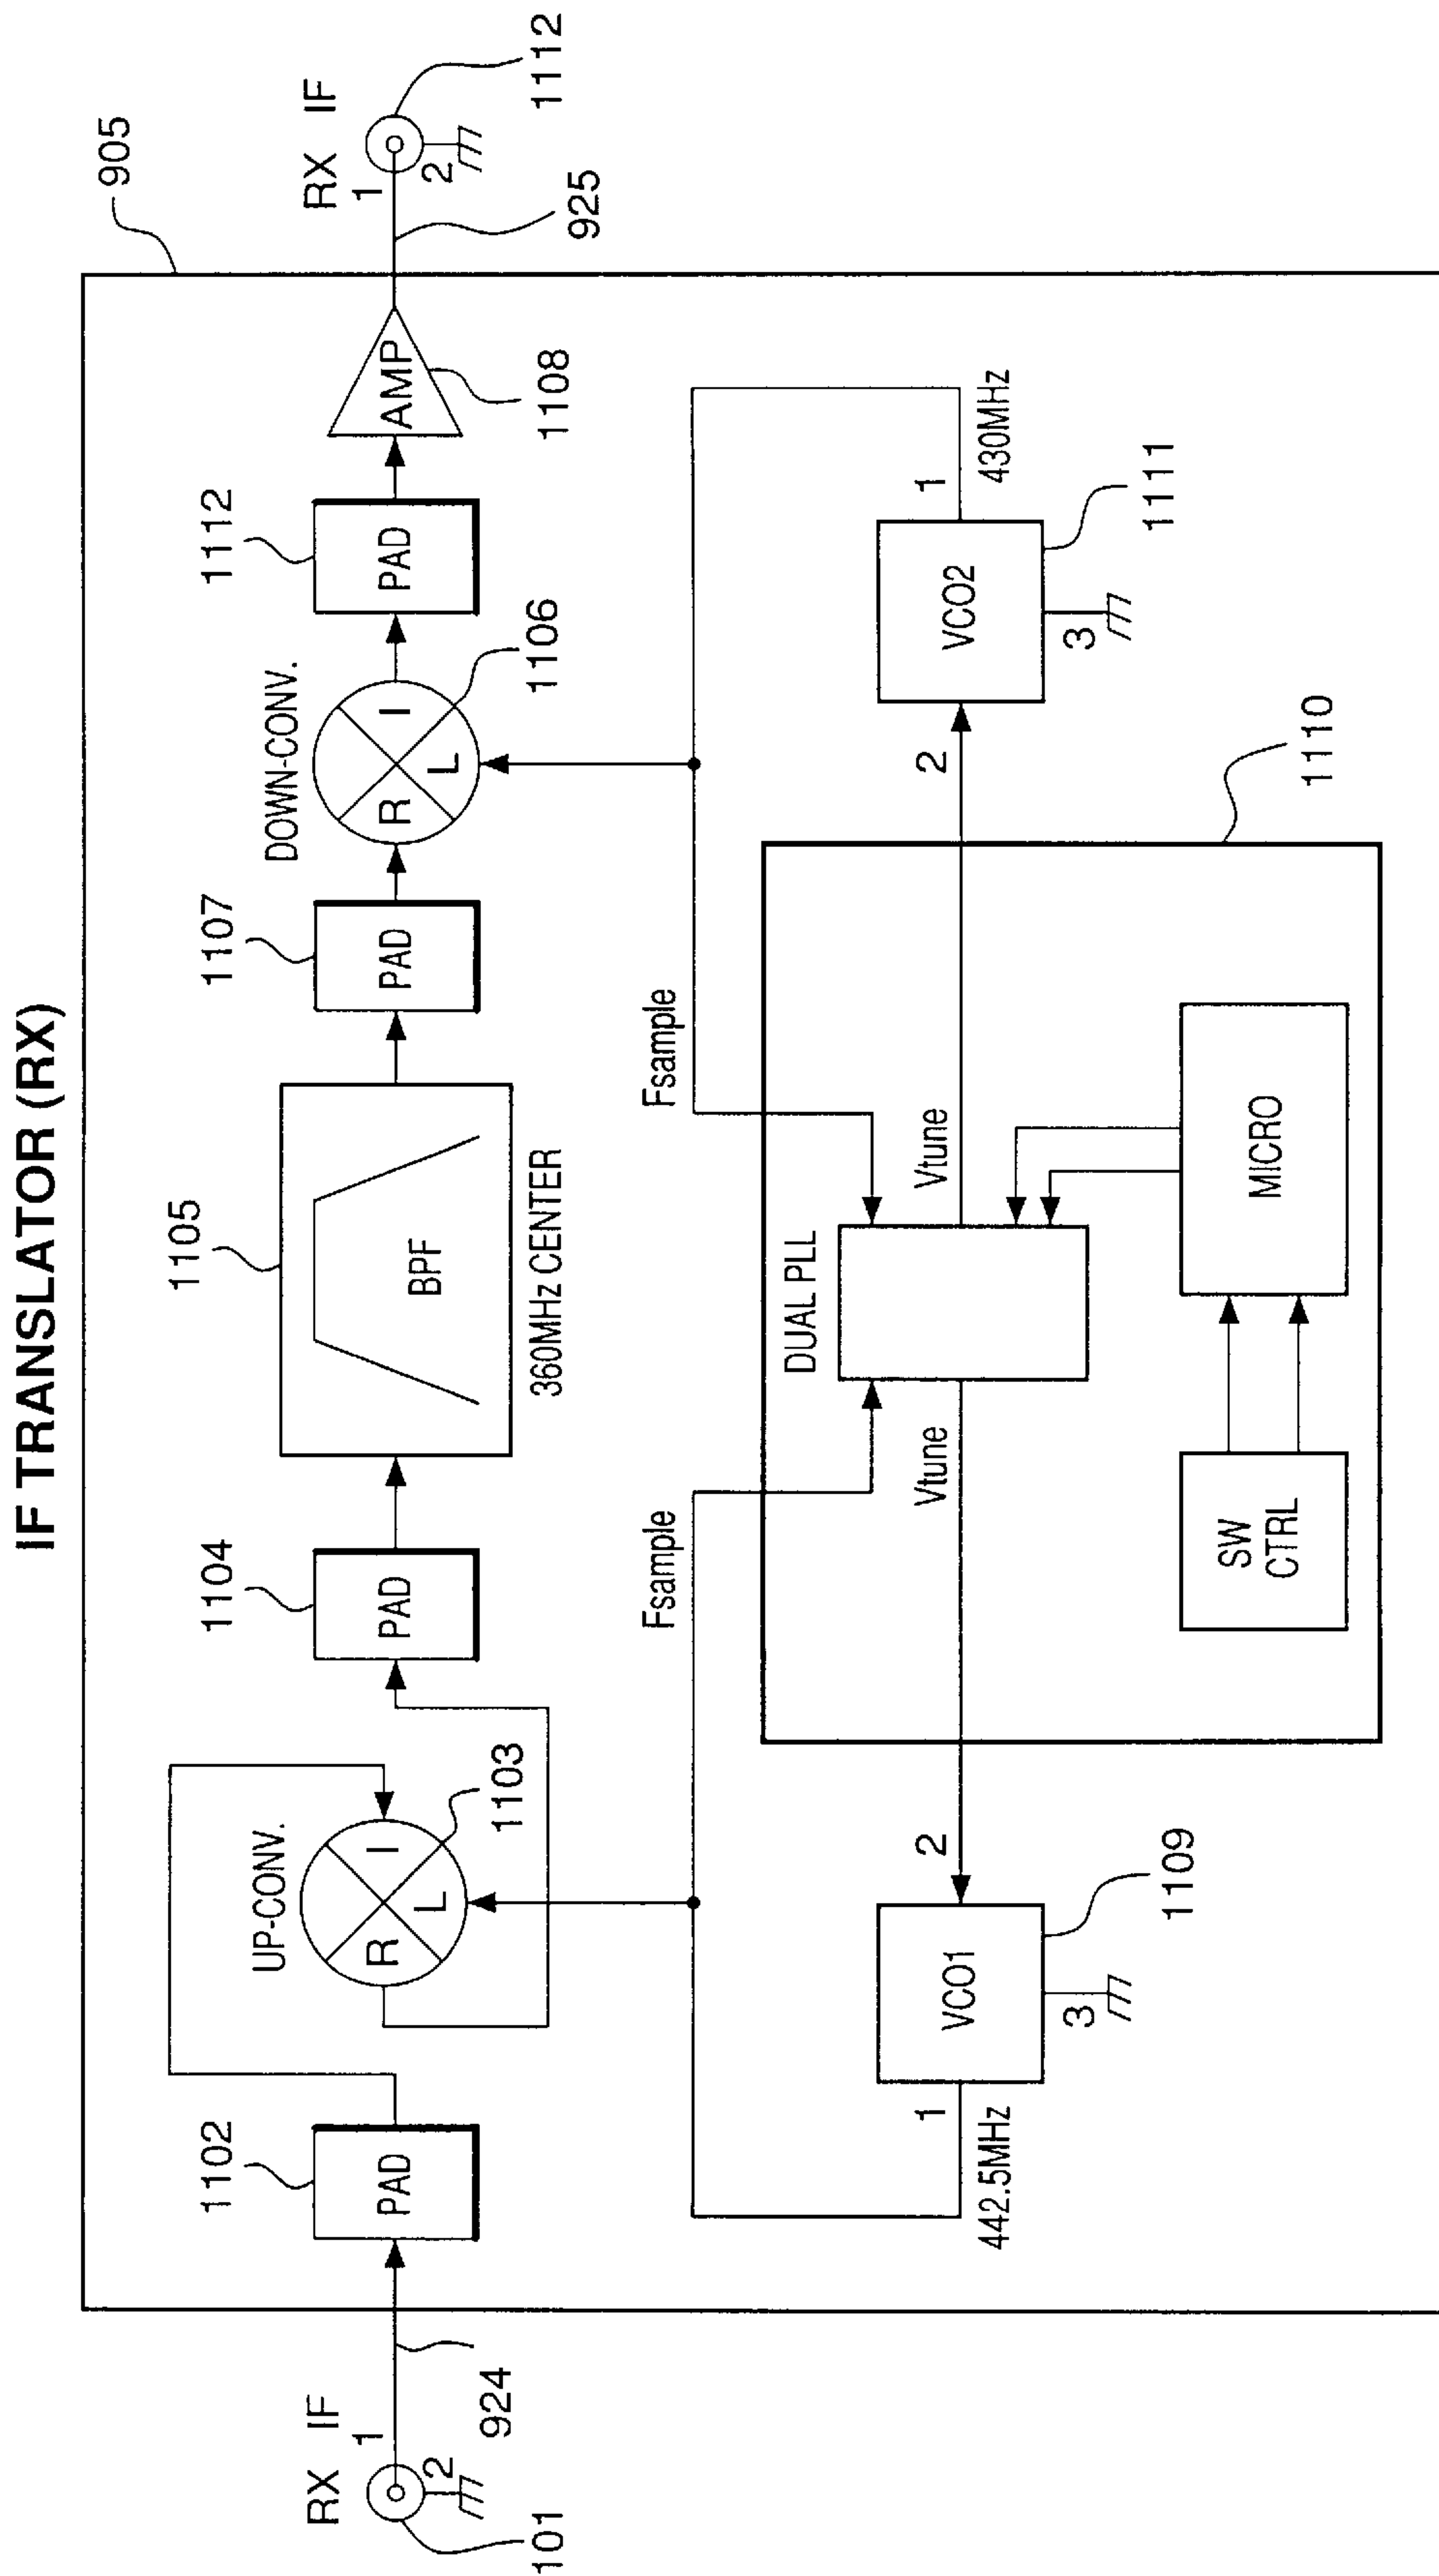 IF TRANSLATOR (RX)
905
RX IF
1
2
101
924
1102
PAD
UP-CONV.
R
I
L
1103
1104
PAD
1105
BPF
360MHz CENTER
1107
PAD
DOWN-CONV.
R
I
L
1106
1112
PAD
AMP
1108
RX IF
1
2
1112
925
Fsample
Fsample
1
442.5MHz
VCO1
2
3
1109
Vtune
DUAL PLL
Vtune
SW
CTRL
MICRO
1110
2
VCO2
1
430MHz
3
1111